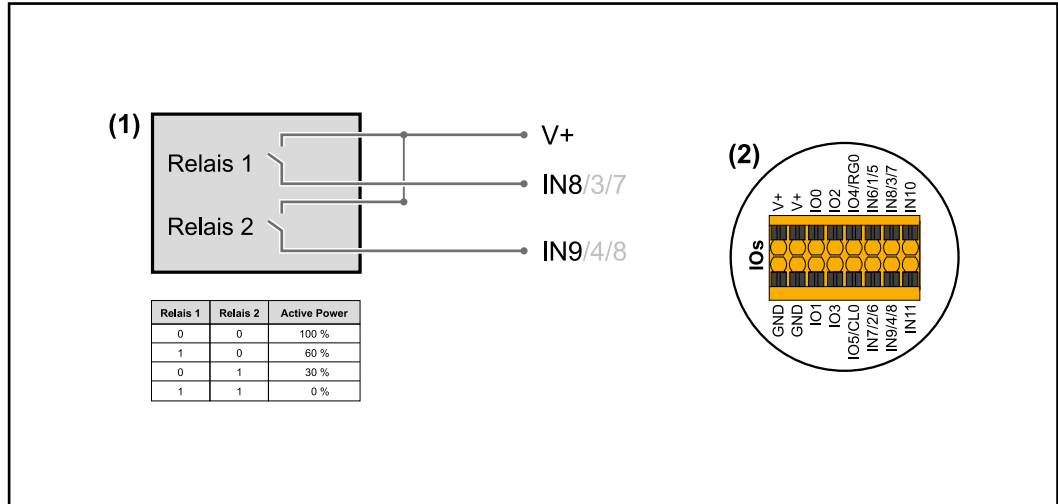 (1)
Relais 1
Relais 2
V+
IN8/3/7
IN9/4/8
Relais 1 Relais 2 Active Power
0 0 100 %
1 0 60 %
0 1 30 %
1 1 0 %
(2)
IOs
V+
V+
IO0
IO2
IO4/RG0
IN6/1/5
IN8/3/7
IN10
GND
GND
IO1
IO3
IO5/CL0
IN7/2/6
IN9/4/8
IN11